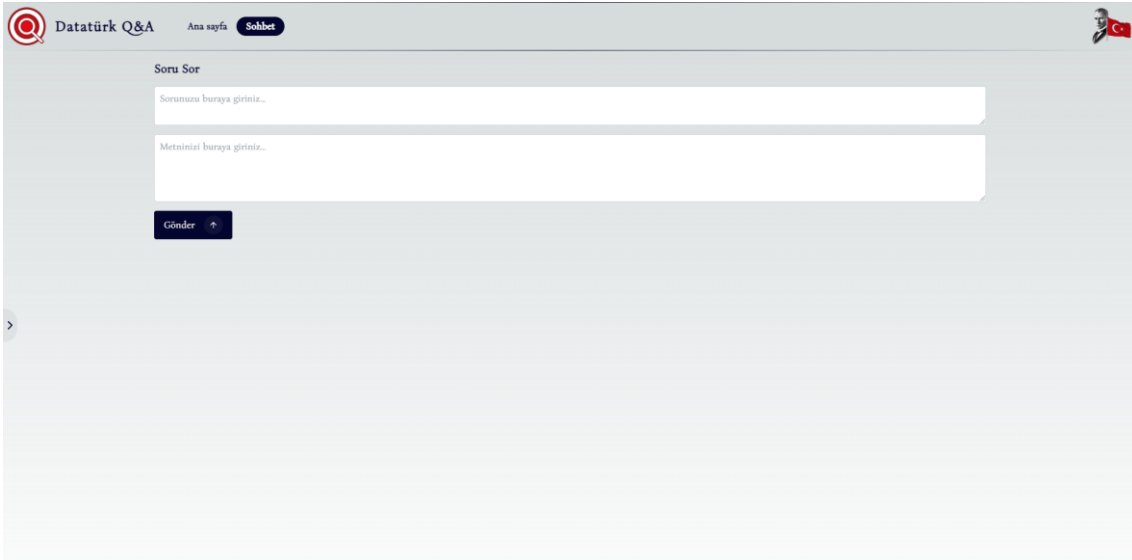 Datatürk Q&A
Ana sayfa Sohbet
Soru Sor
Sorunuzu buraya giriniz...
Metninizi buraya giriniz...
Gönder